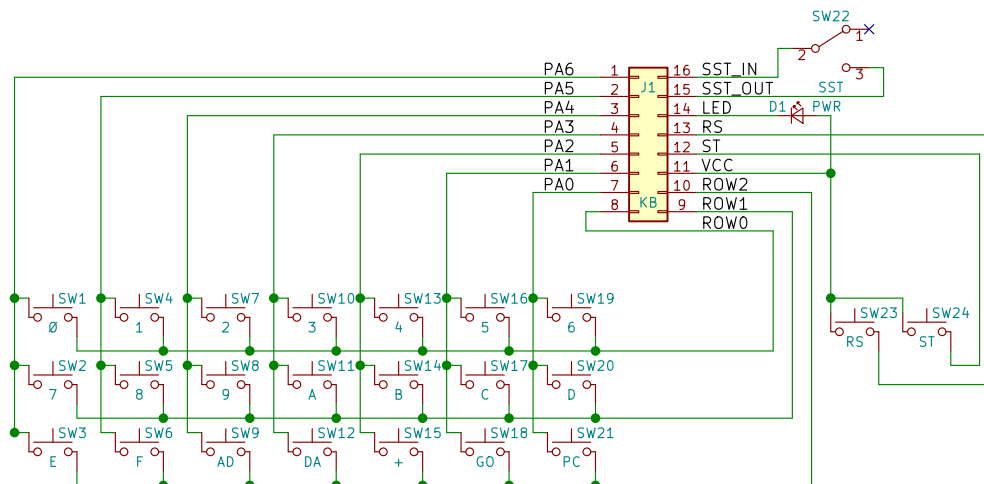 SW22
1
2
3
SST
PA6 1 16 SST_IN
PA5 2 J1 15 SST_OUT
PA4 3 14 LED D1 PWR
PA3 4 13 RS
PA2 5 12 ST
PA1 6 11 VCC
PA0 7 10 ROW2
8 KB 9 ROW1
ROW0
SW1 SW4 SW7 SW10 SW13 SW16 SW19
0 1 2 3 4 5 6
SW23 SW24
RS ST
SW2 SW5 SW8 SW11 SW14 SW17 SW20
7 8 9 A B C D
SW3 SW6 SW9 SW12 SW15 SW18 SW21
E F AD DA + GO PC